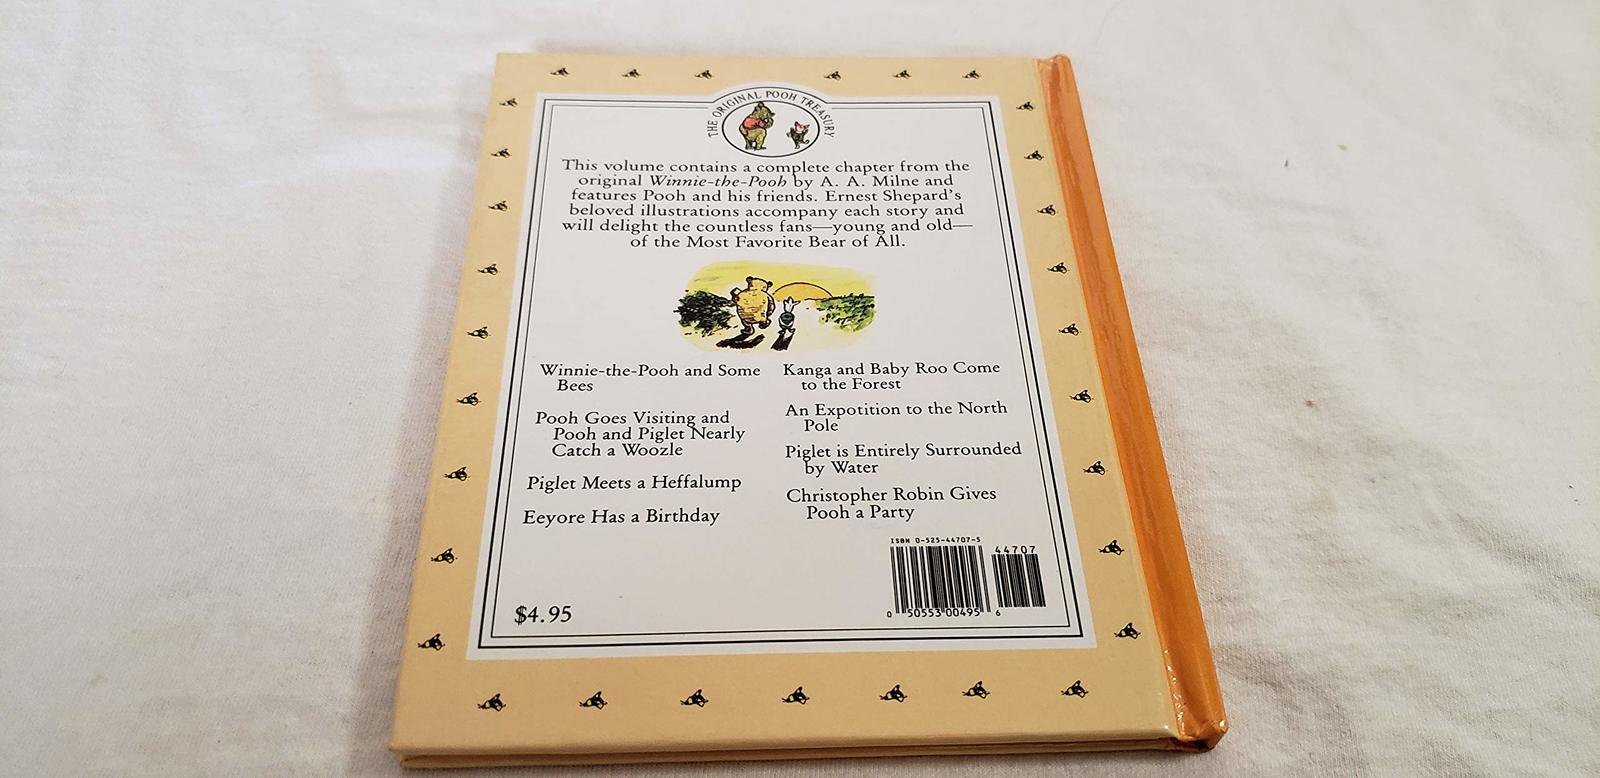 THE ORIGINAL POOH TREASURY
This volume contains a complete chapter from the
original Winnie-the-Pooh by A. A. Milne and
features Pooh and his friends. Ernest Shepard's
beloved illustrations accompany each story and
will delight the countless fans—young and old—
of the Most Favorite Bear of All.
Winnie-the-Pooh and Some
Bees
Pooh Goes Visiting and
Pooh and Piglet Nearly
Catch a Woozle
Piglet Meets a Heffalump
Eeyore Has a Birthday
Kanga and Baby Roo Come
to the Forest
An Expotition to the North
Pole
Piglet is Entirely Surrounded
by Water
Christopher Robin Gives
Pooh a Party
ISBN 0-525-44707-5
44707
0 50553 00495 6
$4.95